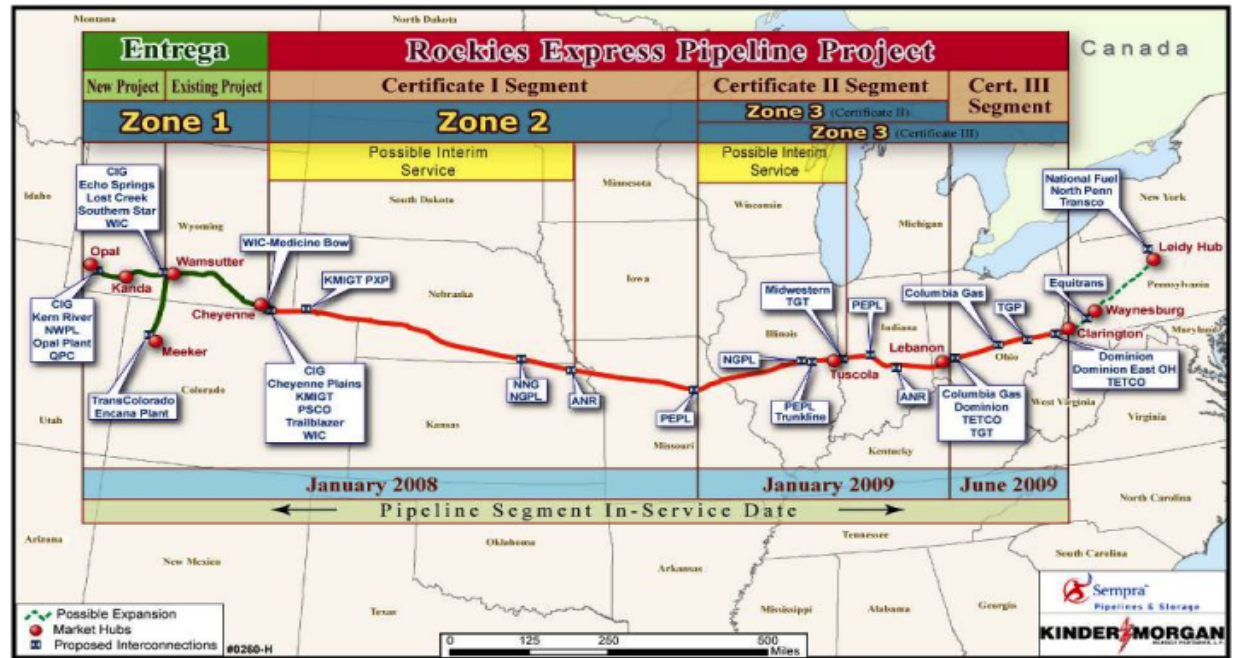 Montana
North Dakota
Canada
Entrega
Rockies Express Pipeline Project
New Project
Existing Project
Certificate I Segment
Certificate II Segment
Cert. III
Segment
Zone 1
Zone 2
Zone 3 (Certificate II)
Zone 3 (Certificate III)
Possible Interim
Service
Possible Interim
Service
Idaho
Wyoming
South Dakota
Minnesota
Wisconsin
Michigan
New York
CIG
Echo Springs
Lost Creek
Southern Star
WIC
National Fuel
North Penn
Transco
Leidy Hub
Opal
Kanda
Wamsutter
WIC-Medicine Bow
KMIGT PXP
Nebraska
Iowa
Midwestern
TGT
PEPL
Columbia Gas
TGP
Equitrans
Pennsylvania
Waynesburg
Maryland
CIG
Kern River
NWPL
Opal Plant
QPC
Cheyenne
Meeker
Illinois
Indiana
Lebanon
Ohio
Clarington
NGPL
Tuscola
Dominion
Dominion East OH
TETCO
TransColorado
Encana Plant
Colorado
Utah
CIG
Cheyenne Plains
KMIGT
PSCO
Trailblazer
WIC
NNG
NGPL
ANR
Kansas
PEPL
Missouri
PEPL
Trunkline
ANR
Columbia Gas
Dominion
TETCO
TGT
West Virginia
Virginia
Kentucky
January 2008
January 2009
June 2009
Pipeline Segment In-Service Date
North Carolina
Arizona
New Mexico
Oklahoma
Arkansas
Tennessee
South Carolina
Texas
Mississippi
Alabama
Georgia
Possible Expansion
Market Hubs
Proposed Interconnections
#0260-H
0 125 250 500
Miles
Sempra
Pipelines & Storage
KINDER MORGAN